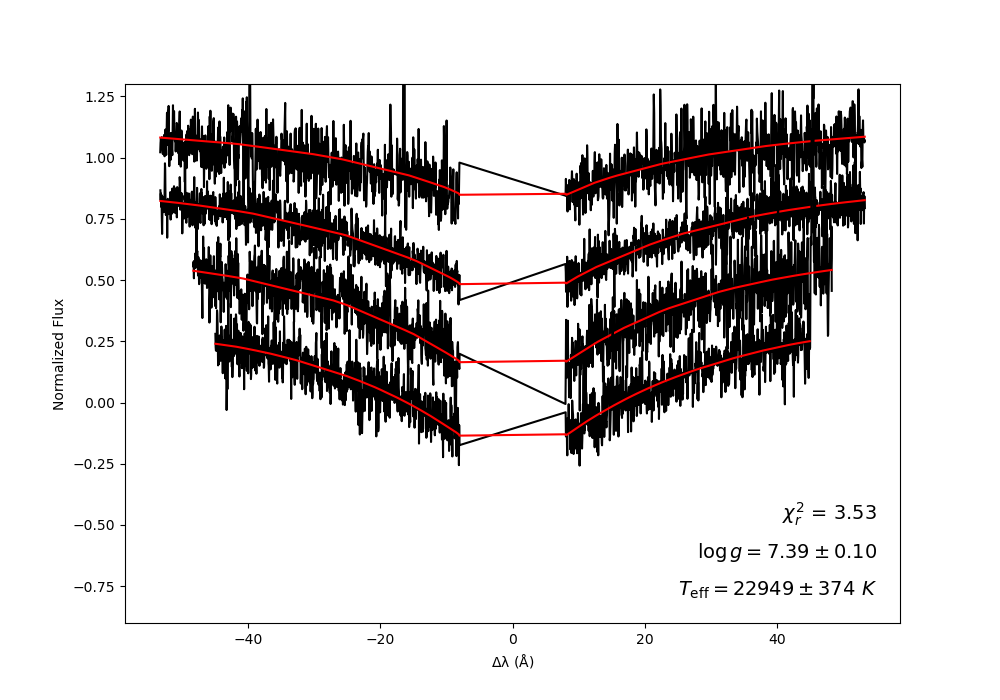 1.25
1.00
0.75
0.50
0.25
0.00
−0.25
−0.50
−0.75
Normalized Flux
χ²ᵣ = 3.53
log g = 7.39 ± 0.10
T_eff = 22949 ± 374 K
−40 −20 0 20 40
Δλ (Å)